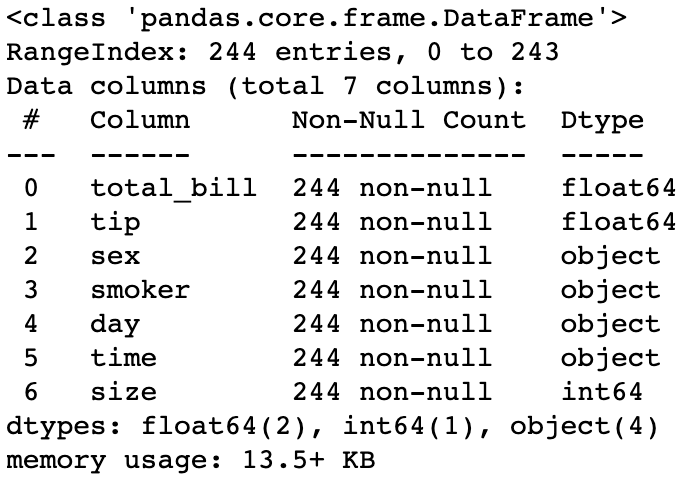 <class 'pandas.core.frame.DataFrame'>
RangeIndex: 244 entries, 0 to 243
Data columns (total 7 columns):
 #   Column      Non-Null Count  Dtype
---  ------      --------------  -----
 0   total_bill  244 non-null    float64
 1   tip         244 non-null    float64
 2   sex         244 non-null    object
 3   smoker      244 non-null    object
 4   day         244 non-null    object
 5   time        244 non-null    object
 6   size        244 non-null    int64
dtypes: float64(2), int64(1), object(4)
memory usage: 13.5+ KB